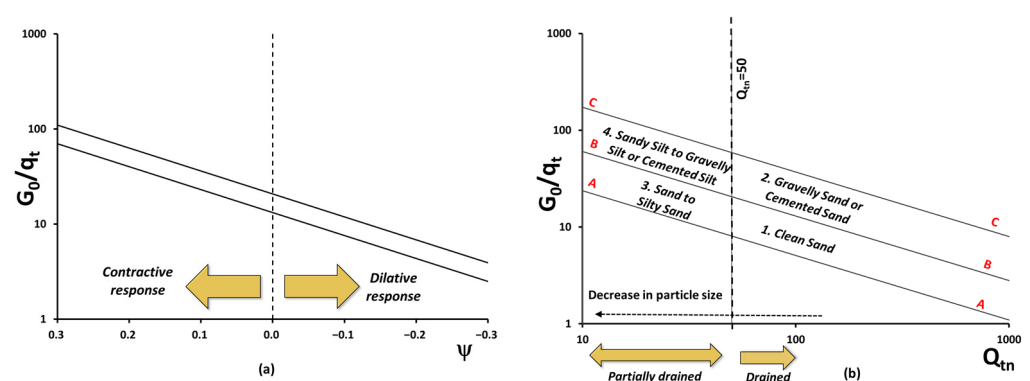 1000
100
10
1
G₀/qₜ
Contractive
response
Dilative
response
0.3
0.2
0.1
0.0
−0.1
−0.2
−0.3
Ψ
(a)
1000
100
10
1
G₀/qₜ
Qtn=50
C
4. Sandy Silt to Gravelly
Silt or Cemented Silt
B
A
3. Sand to
Silty Sand
2. Gravelly Sand or
Cemented Sand
1. Clean Sand
C
B
A
Decrease in particle size
10
100
1000
Qtn
Partially drained
Drained
(b)